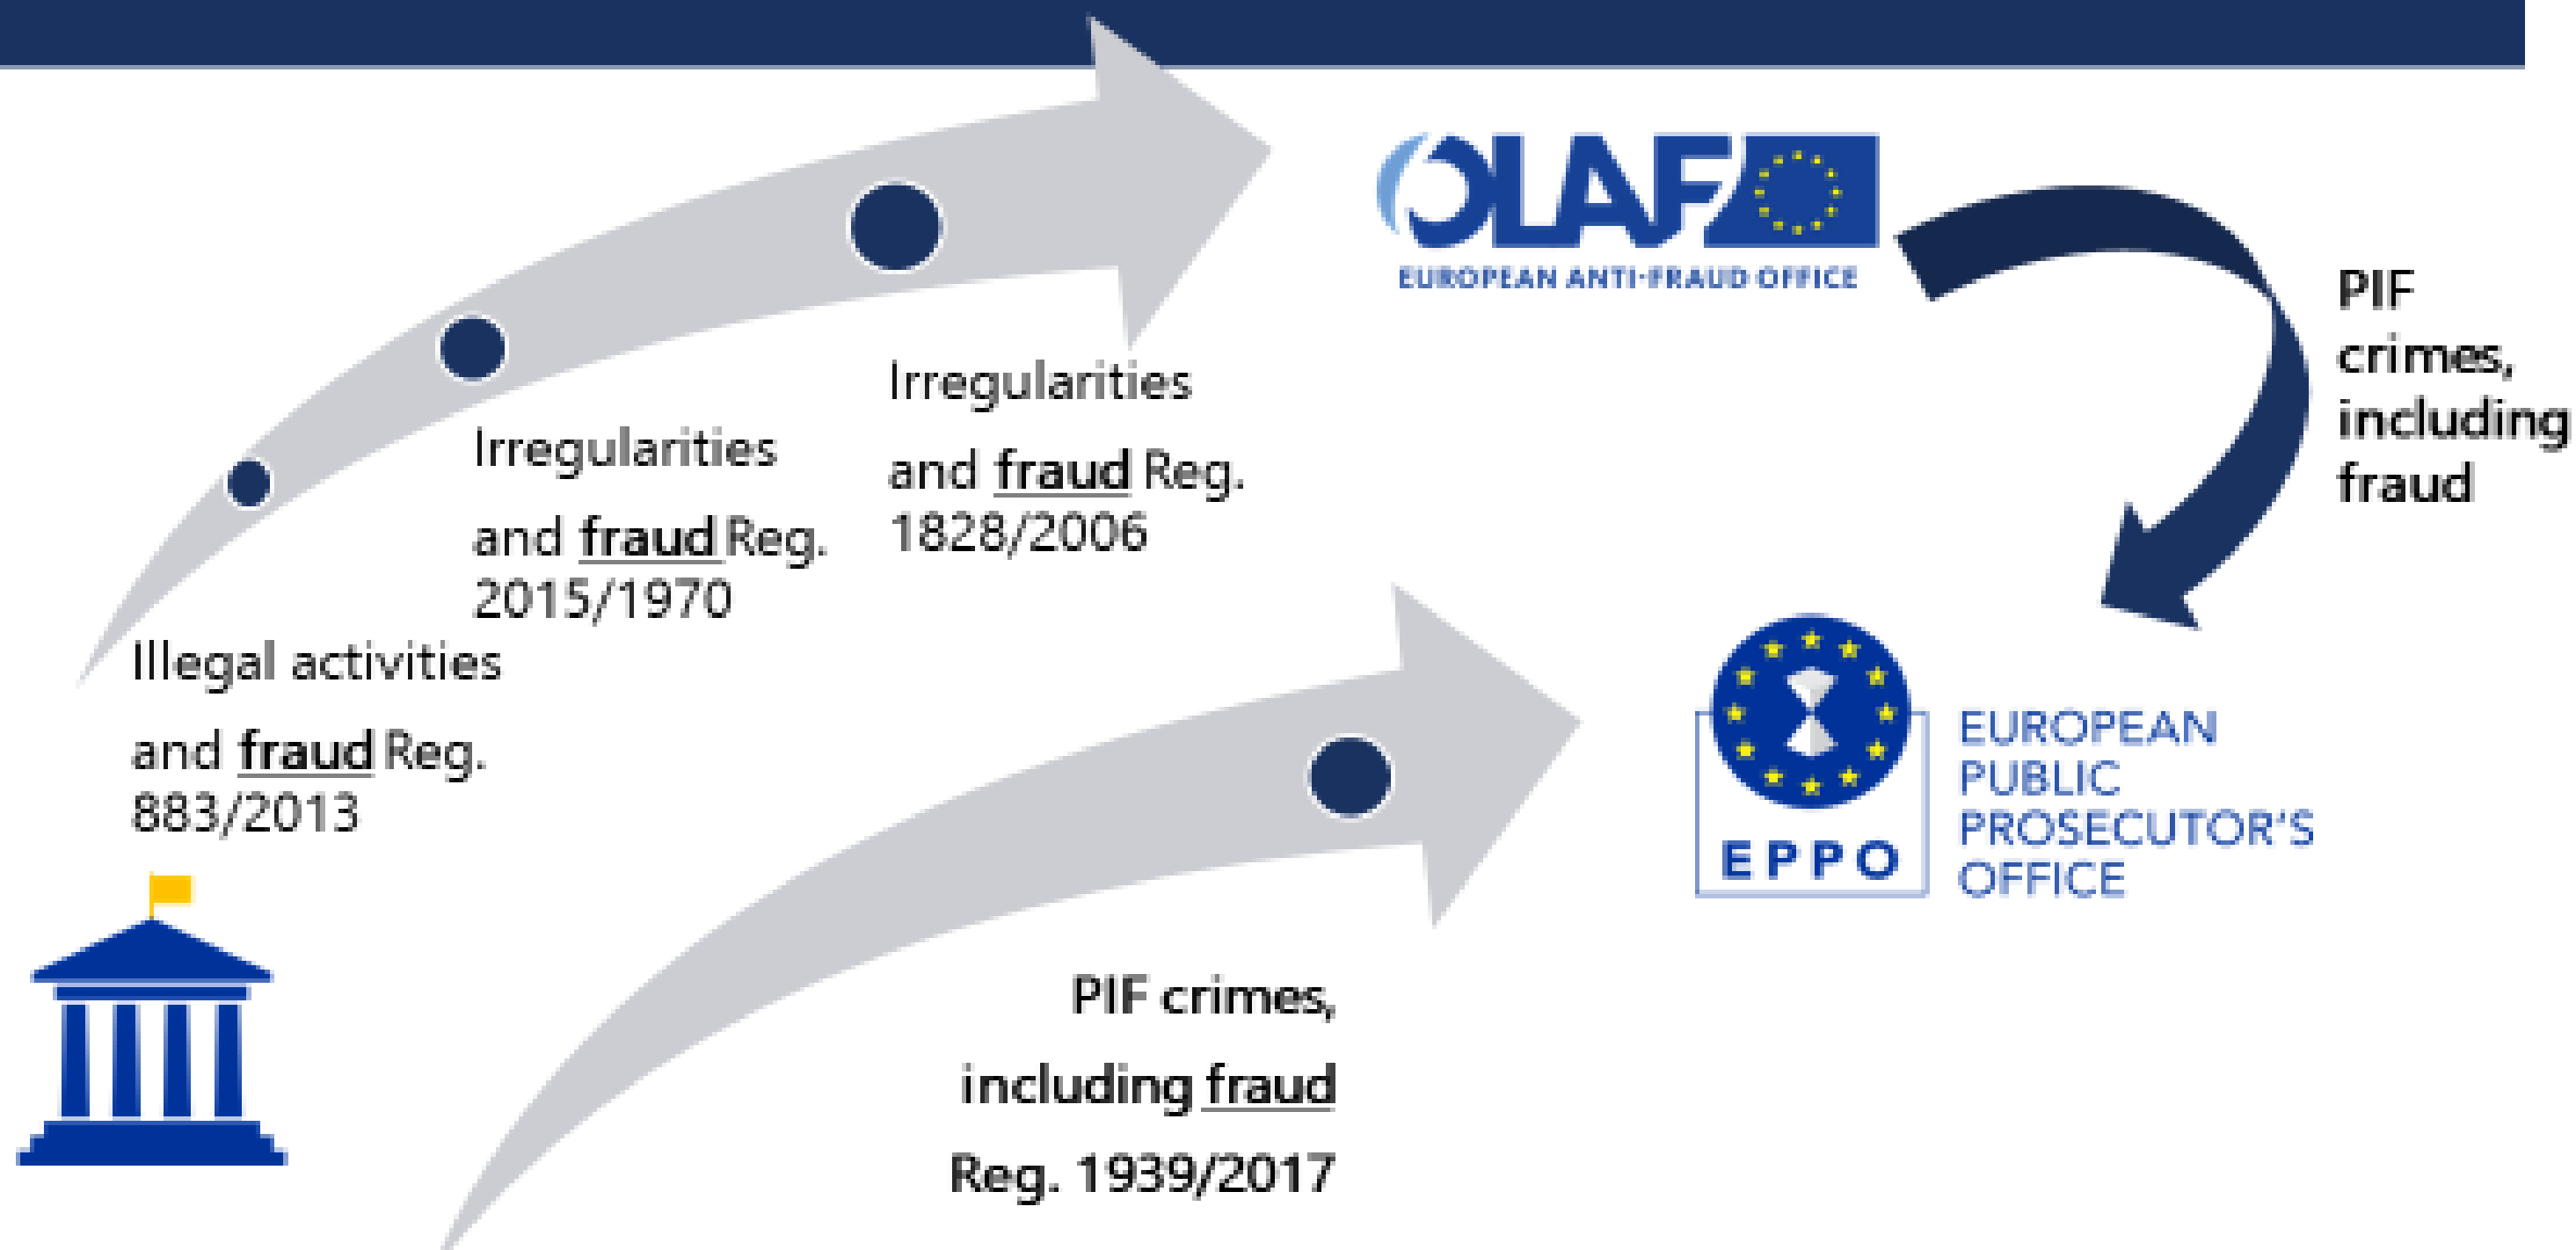 OLAF
EUROPEAN ANTI-FRAUD OFFICE
PIF
crimes,
including
fraud
Irregularities
and fraud Reg.
1828/2006
Irregularities
and fraud Reg.
2015/1970
Illegal activities
and fraud Reg.
883/2013
EPPO
EUROPEAN
PUBLIC
PROSECUTOR'S
OFFICE
PIF crimes,
including fraud
Reg. 1939/2017